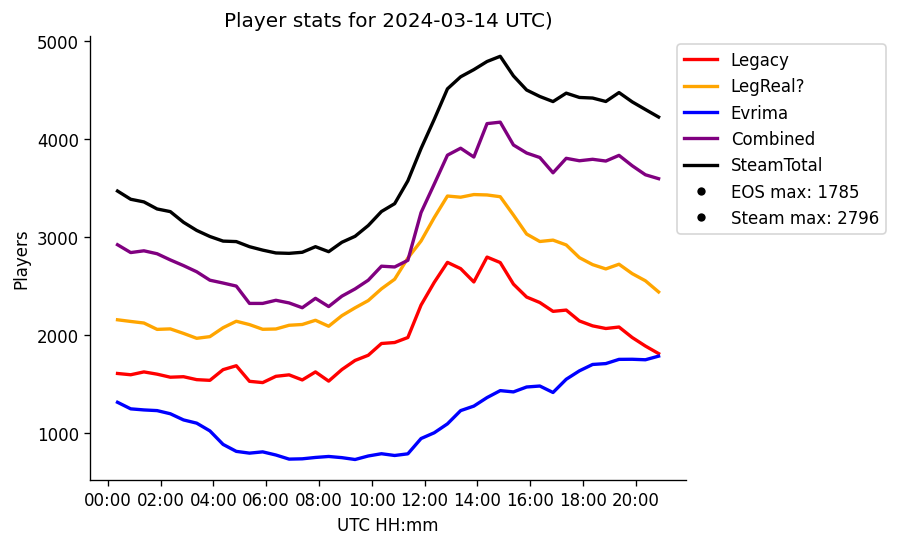 Player stats for 2024-03-14 UTC)
5000
4000
3000
2000
1000
Players
00:00 02:00 04:00 06:00 08:00 10:00 12:00 14:00 16:00 18:00 20:00
UTC HH:mm
Legacy
LegReal?
Evrima
Combined
SteamTotal
EOS max: 1785
Steam max: 2796